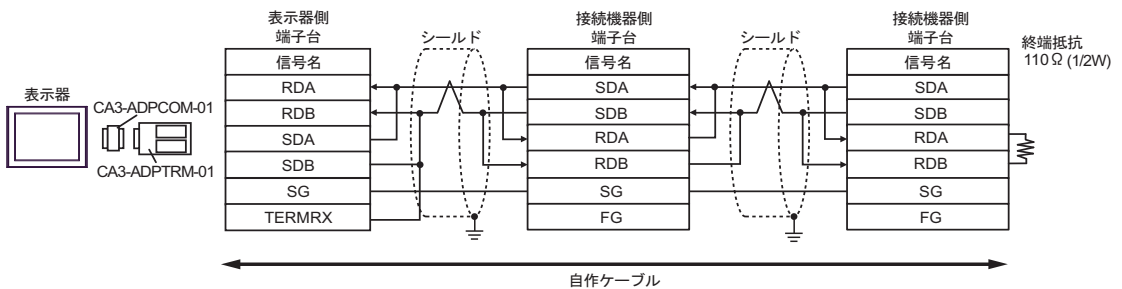 表示器側
端子台
シールド
接続機器側
端子台
シールド
接続機器側
端子台
終端抵抗
110Ω (1/2W)
表示器
CA3-ADPCOM-01
CA3-ADPTRM-01
信号名
RDA
RDB
SDA
SDB
SG
TERMRX
信号名
SDA
SDB
RDA
RDB
SG
FG
信号名
SDA
SDB
RDA
RDB
SG
FG
自作ケーブル